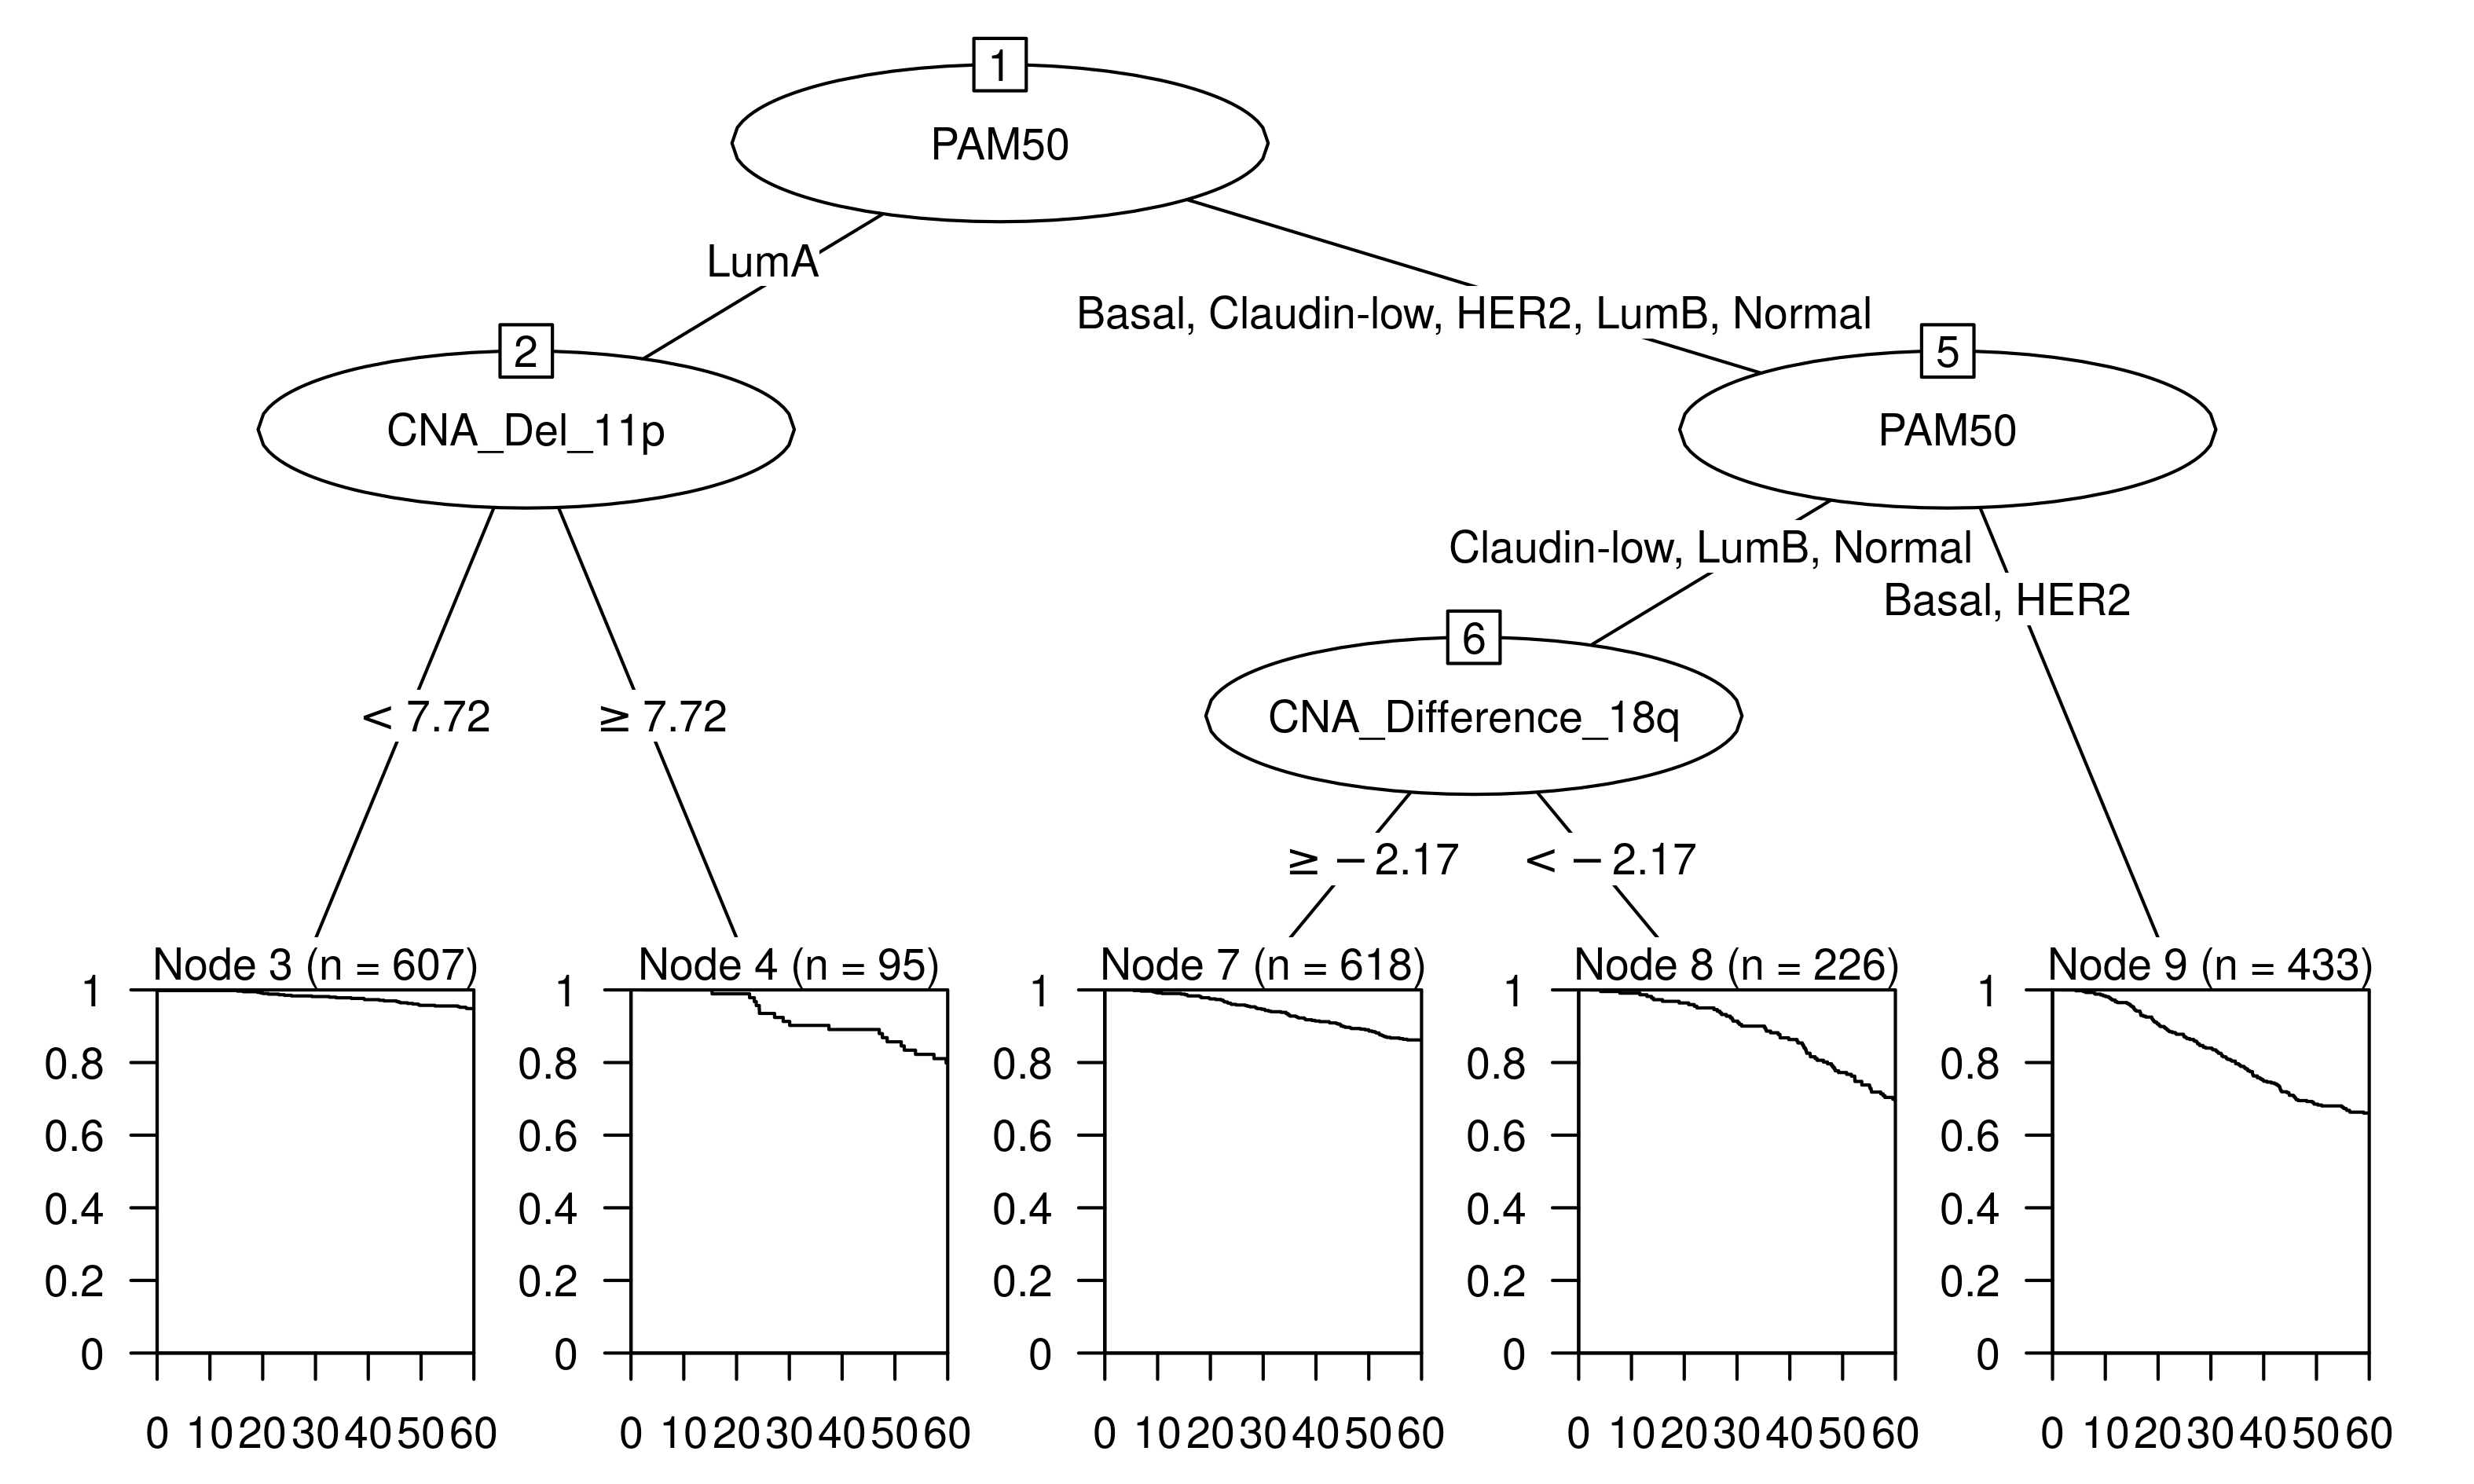 1
PAM50
LumA
Basal, Claudin-low, HER2, LumB, Normal
2
CNA_Del_11p
5
PAM50
Claudin-low, LumB, Normal
Basal, HER2
6
CNA_Difference_18q
< 7.72
≥ 7.72
≥ −2.17
< −2.17
Node 3 (n = 607)
1
0.8
0.6
0.4
0.2
0
0 10 20 30 40 50 60
Node 4 (n = 95)
1
0.8
0.6
0.4
0.2
0
0 10 20 30 40 50 60
Node 7 (n = 618)
1
0.8
0.6
0.4
0.2
0
0 10 20 30 40 50 60
Node 8 (n = 226)
1
0.8
0.6
0.4
0.2
0
0 10 20 30 40 50 60
Node 9 (n = 433)
1
0.8
0.6
0.4
0.2
0
0 10 20 30 40 50 60